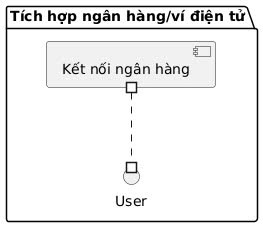 Tích hợp ngân hàng/ví điện tử
Kết nối ngân hàng
User